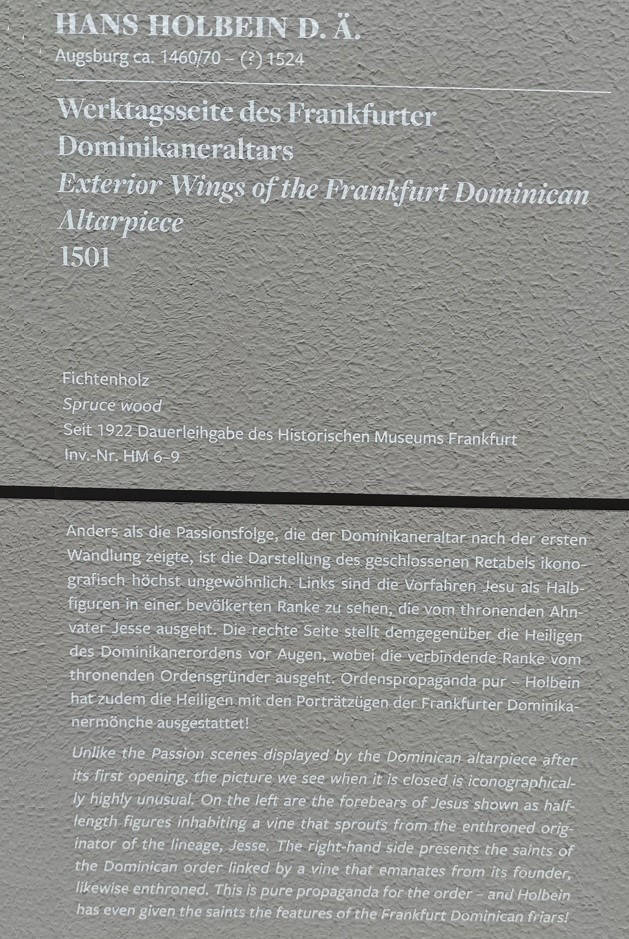 HANS HOLBEIN D. Ä.
Augsburg ca. 1460/70 – (?) 1524
Werktagsseite des Frankfurter
Dominikaneraltars
Exterior Wings of the Frankfurt Dominican
Altarpiece
1501
Fichtenholz
Spruce wood
Seit 1922 Dauerleihgabe des Historischen Museums Frankfurt
Inv.-Nr. HM 6–9
Anders als die Passionsfolge, die der Dominikaneraltar nach der ersten
Wandlung zeigte, ist die Darstellung des geschlossenen Retabels ikono-
grafisch höchst ungewöhnlich. Links sind die Vorfahren Jesu als Halb-
figuren in einer bevölkerten Ranke zu sehen, die vom thronenden Ahn-
vater Jesse ausgeht. Die rechte Seite stellt demgegenüber die Heiligen
des Dominikanerordens vor Augen, wobei die verbindende Ranke vom
thronenden Ordensgründer ausgeht. Ordenspropaganda pur – Holbein
hat zudem die Heiligen mit den Porträtzügen der Frankfurter Dominika-
nermönche ausgestattet!
Unlike the Passion scenes displayed by the Dominican altarpiece after
its first opening, the picture we see when it is closed is iconographical-
ly highly unusual. On the left are the forebears of Jesus shown as half-
length figures inhabiting a vine that sprouts from the enthroned orig-
inator of the lineage, Jesse. The right-hand side presents the saints of
the Dominican order linked by a vine that emanates from its founder,
likewise enthroned. This is pure propaganda for the order – and Holbein
has even given the saints the features of the Frankfurt Dominican friars!